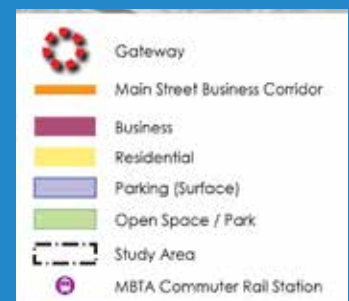 Gateway
Main Street Business Corridor
Business
Residential
Parking (Surface)
Open Space / Park
Study Area
MBTA Commuter Rail Station